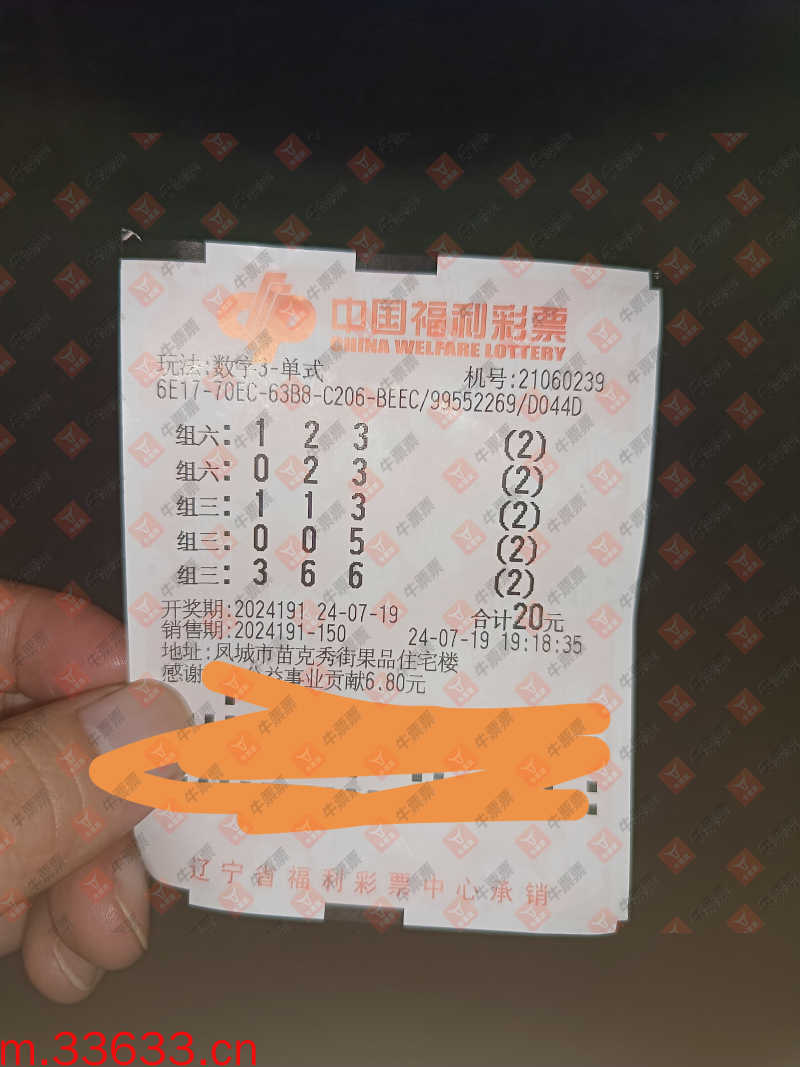 中国福利彩票
CHINA WELFARE LOTTERY
玩法:数字3-单式 机号:21060239
6E17-70EC-63B8-C206-BEEC/99552269/D044D
组六: 1 2 3 (2)
组六: 0 2 3 (2)
组三: 1 1 3 (2)
组三: 0 0 5 (2)
组三: 3 6 6 (2)
开奖期:2024191 24-07-19 合计20元
销售期:2024191-150 24-07-19 19:18:35
地址:凤城市苗克秀街果品住宅楼
感谢 公益事业贡献6.80元
辽宁省福利彩票中心承销
牛票票
m.33633.cn